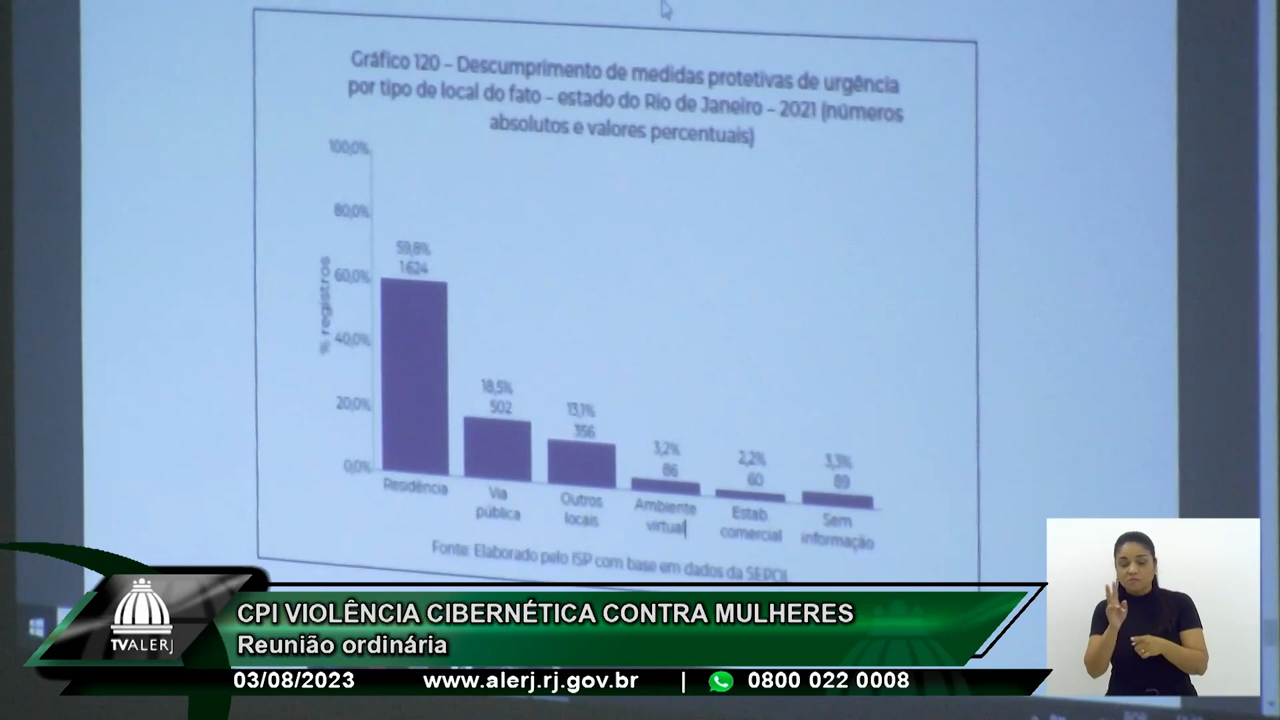 Gráfico 120 – Descumprimento de medidas protetivas de urgência
por tipo de local do fato – estado do Rio de Janeiro – 2021 (números
absolutos e valores percentuais)
% registros
100,0%
80,0%
60,0%
40,0%
20,0%
0,0%
59,8%
1.624
18,5%
502
13,1%
356
3,2%
86
2,2%
60
3,3%
89
Residência
Via
pública
Outros
locais
Ambiente
virtual
Estab.
comercial
Sem
informação
Fonte: Elaborado pelo ISP com base em dados da SEPOL
TVALERJ
CPI VIOLÊNCIA CIBERNÉTICA CONTRA MULHERES
Reunião ordinária
03/08/2023 www.alerj.rj.gov.br | 0800 022 0008